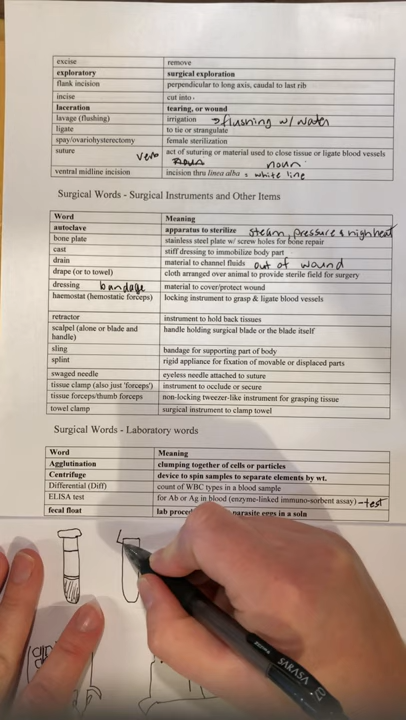 excise remove
exploratory surgical exploration
flank incision perpendicular to long axis, caudal to last rib
incise cut into
laceration tearing, or wound
lavage (flushing) irrigation → flushing w/ water
ligate to tie or strangulate
spay/ovariohysterectomy female sterilization
suture verb act of suturing or material used to close tissue or ligate blood vessels
noun
ventral midline incision incision thru linea alba = white line
Surgical Words - Surgical Instruments and Other Items
Word Meaning
autoclave apparatus to sterilize steam, pressure & high heat
bone plate stainless steel plate w/ screw holes for bone repair
cast stiff dressing to immobilize body part
drain material to channel fluids out of wound
drape (or to towel) cloth arranged over animal to provide sterile field for surgery
dressing bandage material to cover/protect wound
haemostat (hemostatic forceps) locking instrument to grasp & ligate blood vessels
retractor instrument to hold back tissues
scalpel (alone or blade and handle) handle holding surgical blade or the blade itself
sling bandage for supporting part of body
splint rigid appliance for fixation of movable or displaced parts
swaged needle eyeless needle attached to suture
tissue clamp (also just 'forceps') instrument to occlude or secure
tissue forceps/thumb forceps non-locking tweezer-like instrument for grasping tissue
towel clamp surgical instrument to clamp towel
Surgical Words - Laboratory words
Word Meaning
Agglutination clumping together of cells or particles
Centrifuge device to spin samples to separate elements by wt.
Differential (Diff) count of WBC types in a blood sample
ELISA test for Ab or Ag in blood (enzyme-linked immuno-sorbent assay) - test
fecal float lab parasite eggs in a soln
SARASA